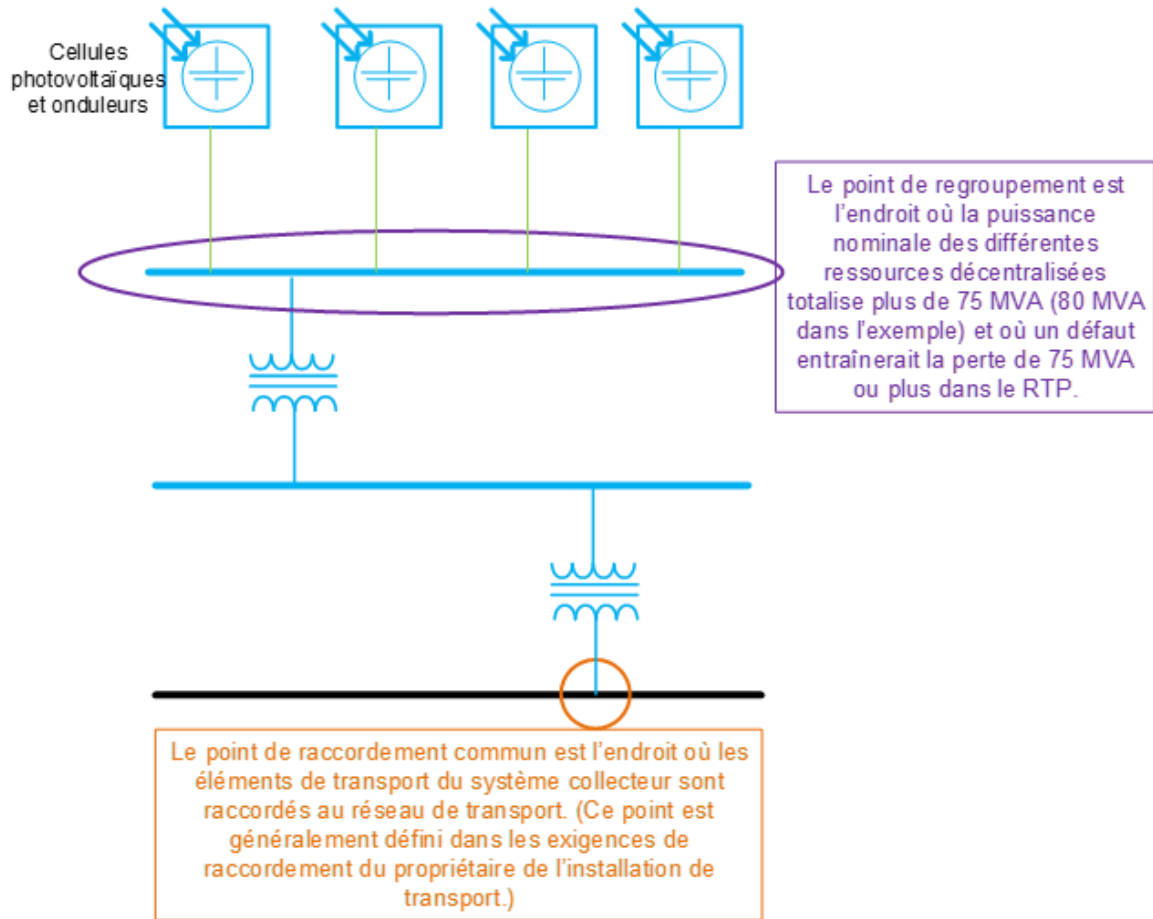 Cellules
photovoltaïques
et onduleurs
Le point de regroupement est
l'endroit où la puissance
nominale des différentes
ressources décentralisées
totalise plus de 75 MVA (80 MVA
dans l'exemple) et où un défaut
entraînerait la perte de 75 MVA
ou plus dans le RTP.
Le point de raccordement commun est l'endroit où les
éléments de transport du système collecteur sont
raccordés au réseau de transport. (Ce point est
généralement défini dans les exigences de
raccordement du propriétaire de l'installation de
transport.)